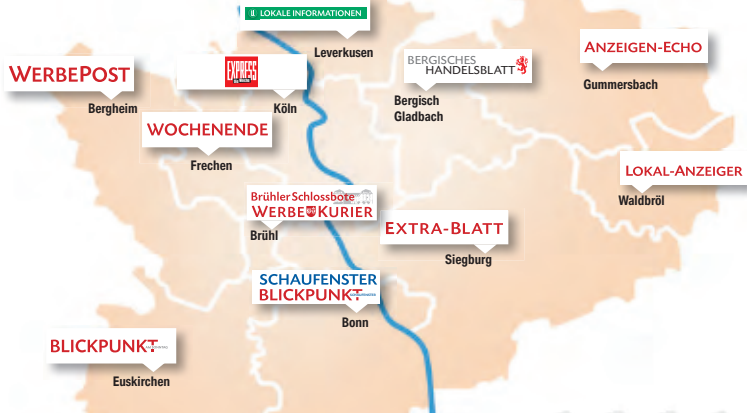 LOKALE INFORMATIONEN
Leverkusen
WERBEPOST
Bergheim
EXPRESS
Köln
BERGISCHES
HANDELSBLATT
Bergisch
Gladbach
ANZEIGEN-ECHO
Gummersbach
WOCHENENDE
Frechen
LOKAL-ANZEIGER
Waldbröl
Brühler Schlossbote
WERBE KURIER
Brühl
EXTRA-BLATT
Siegburg
SCHAUFENSTER
BLICKPUNKT
Bonn
BLICKPUNKT
Euskirchen